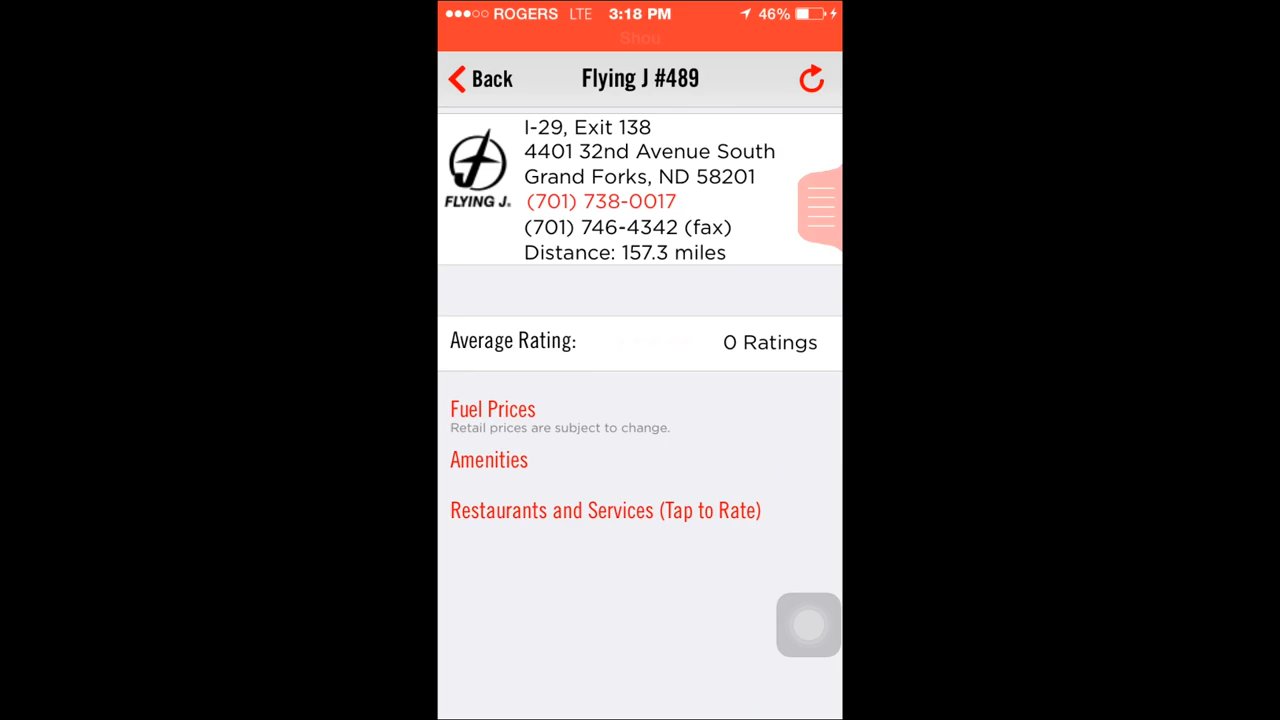 ROGERS LTE 3:18 PM 46%
Shou
Back Flying J #489
I-29, Exit 138
4401 32nd Avenue South
Grand Forks, ND 58201
(701) 738-0017
(701) 746-4342 (fax)
Distance: 157.3 miles
FLYING J.
Average Rating: 0 Ratings
Fuel Prices
Retail prices are subject to change.
Amenities
Restaurants and Services (Tap to Rate)